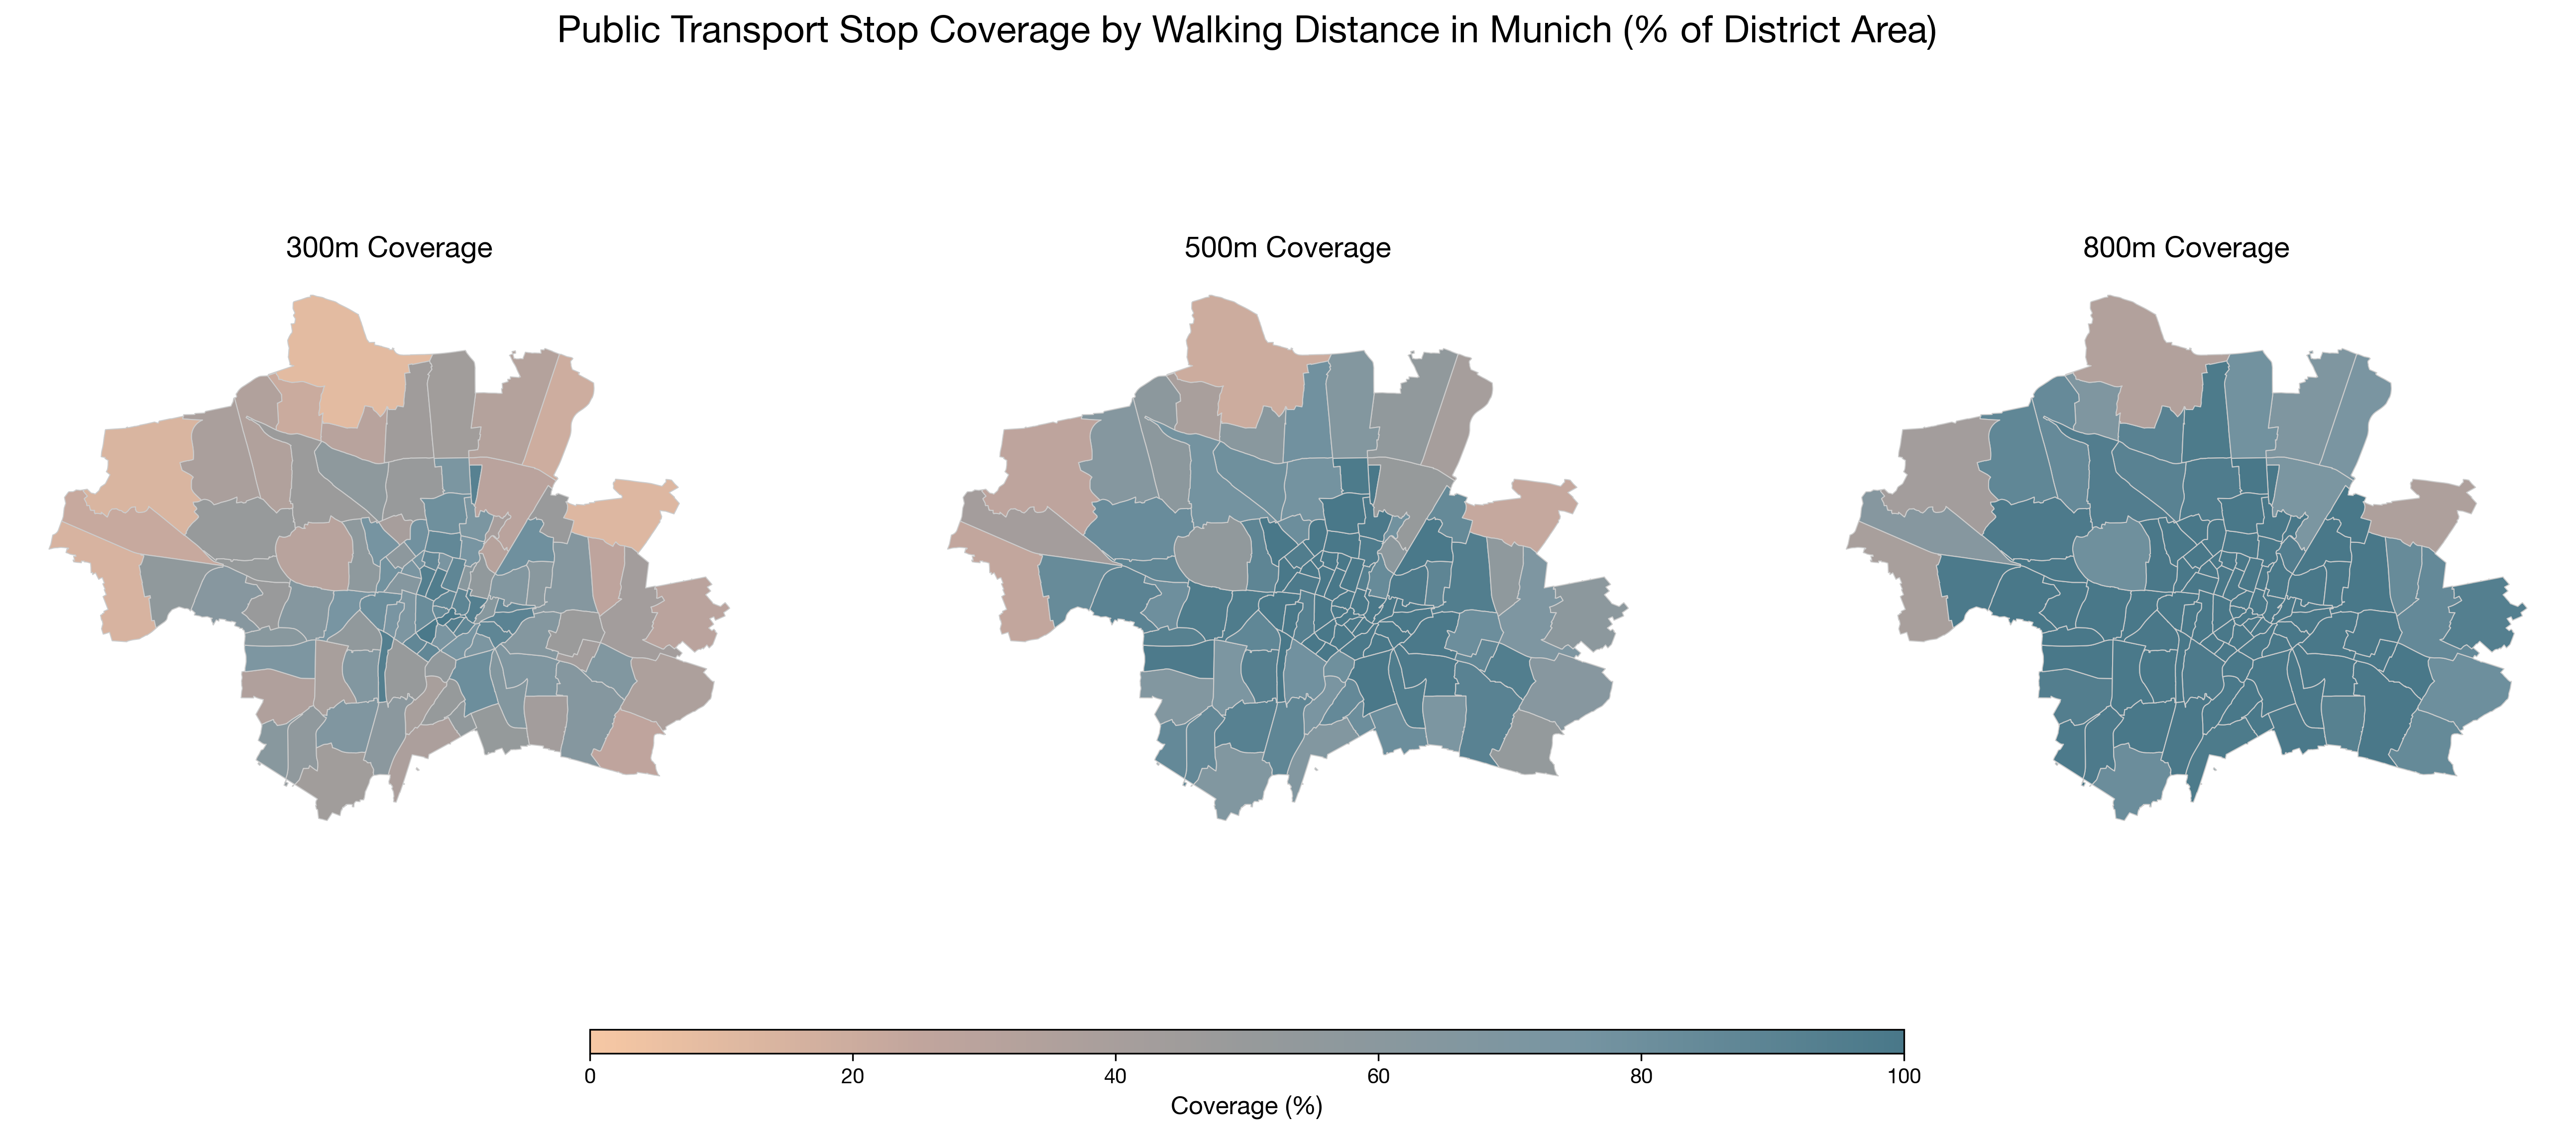 Public Transport Stop Coverage by Walking Distance in Munich (% of District Area)
300m Coverage
500m Coverage
800m Coverage
0
20
40
60
80
100
Coverage (%)